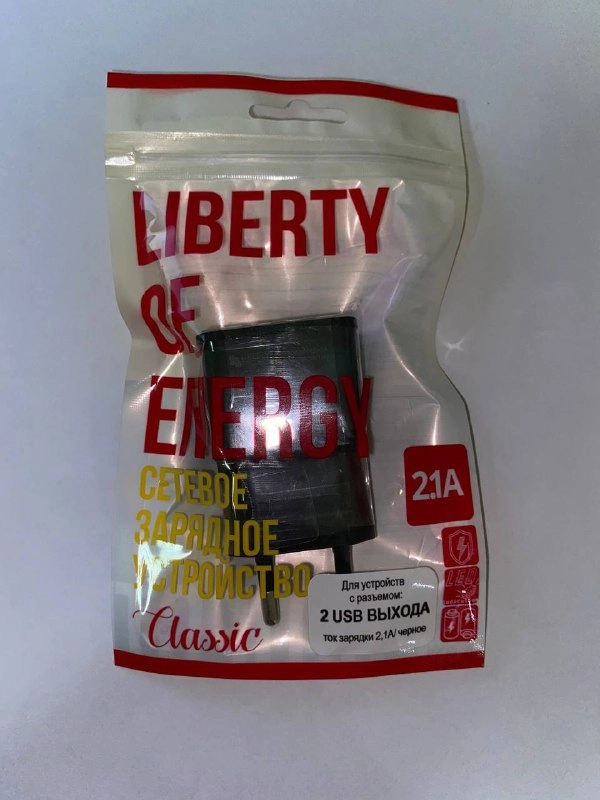 LIBERTY
OF
ENERGY
СЕТЕВОЕ
ЗАРЯДНОЕ
УСТРОЙСТВО
Classic
2.1A
LED
Для устройств
с разъемом:
2 USB ВЫХОДА
ток зарядки 2,1А/ черное